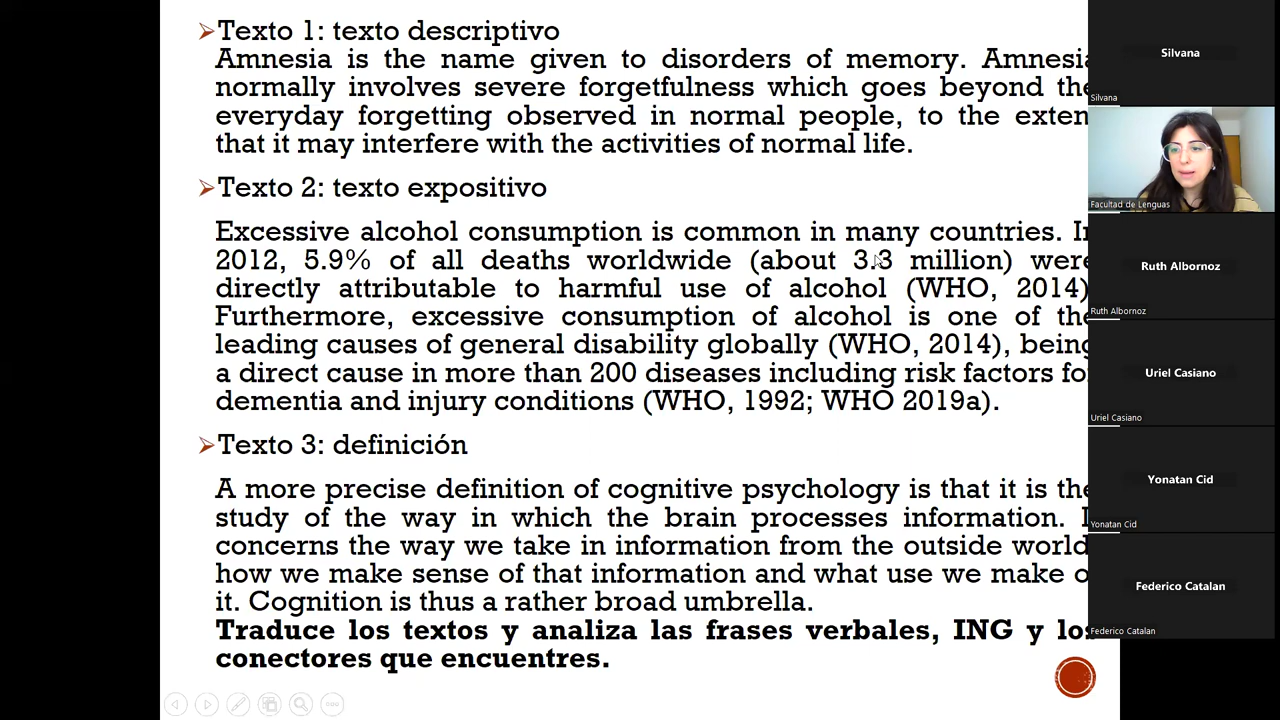 Texto 1: texto descriptivo
Amnesia is the name given to disorders of memory. Amnesia
normally involves severe forgetfulness which goes beyond the
everyday forgetting observed in normal people, to the exten
that it may interfere with the activities of normal life.
Texto 2: texto expositivo
Excessive alcohol consumption is common in many countries. In
2012, 5.9% of all deaths worldwide (about 3.3 million) were
directly attributable to harmful use of alcohol (WHO, 2014)
Furthermore, excessive consumption of alcohol is one of the
leading causes of general disability globally (WHO, 2014), being
a direct cause in more than 200 diseases including risk factors for
dementia and injury conditions (WHO, 1992; WHO 2019a).
Texto 3: definición
A more precise definition of cognitive psychology is that it is the
study of the way in which the brain processes information. I
concerns the way we take in information from the outside world
how we make sense of that information and what use we make o
it. Cognition is thus a rather broad umbrella.
Traduce los textos y analiza las frases verbales, ING y los
conectores que encuentres.
Silvana
Silvana
Facultad de Lenguas
Ruth Albornoz
Ruth Albornoz
Uriel Casiano
Uriel Casiano
Yonatan Cid
Yonatan Cid
Federico Catalan
Federico Catalan